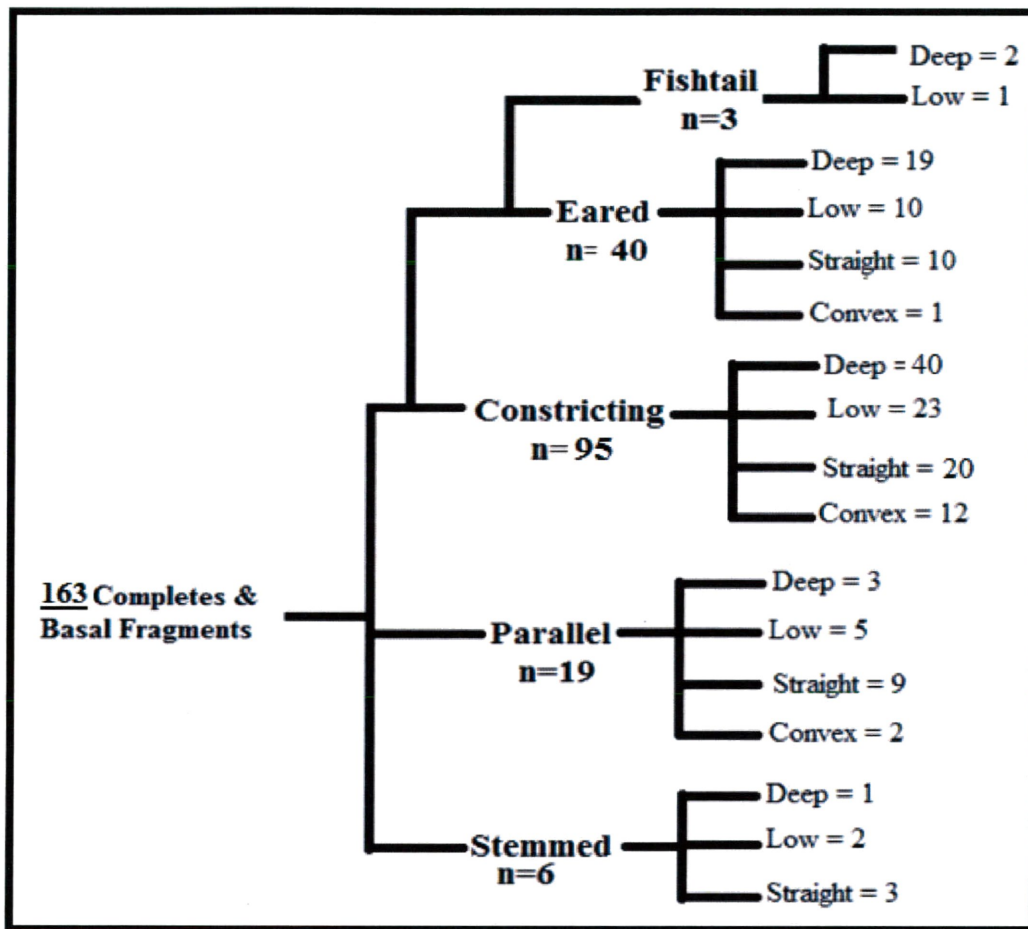 Deep = 2
Fishtail
Low = 1
n=3
Deep = 19
Eared
Low = 10
n= 40
Straight = 10
Convex = 1
Deep = 40
Constricting
Low = 23
n= 95
Straight = 20
Convex = 12
163 Completes &
Basal Fragments
Deep = 3
Parallel
Low = 5
n=19
Straight = 9
Convex = 2
Deep = 1
Stemmed
Low = 2
n=6
Straight = 3